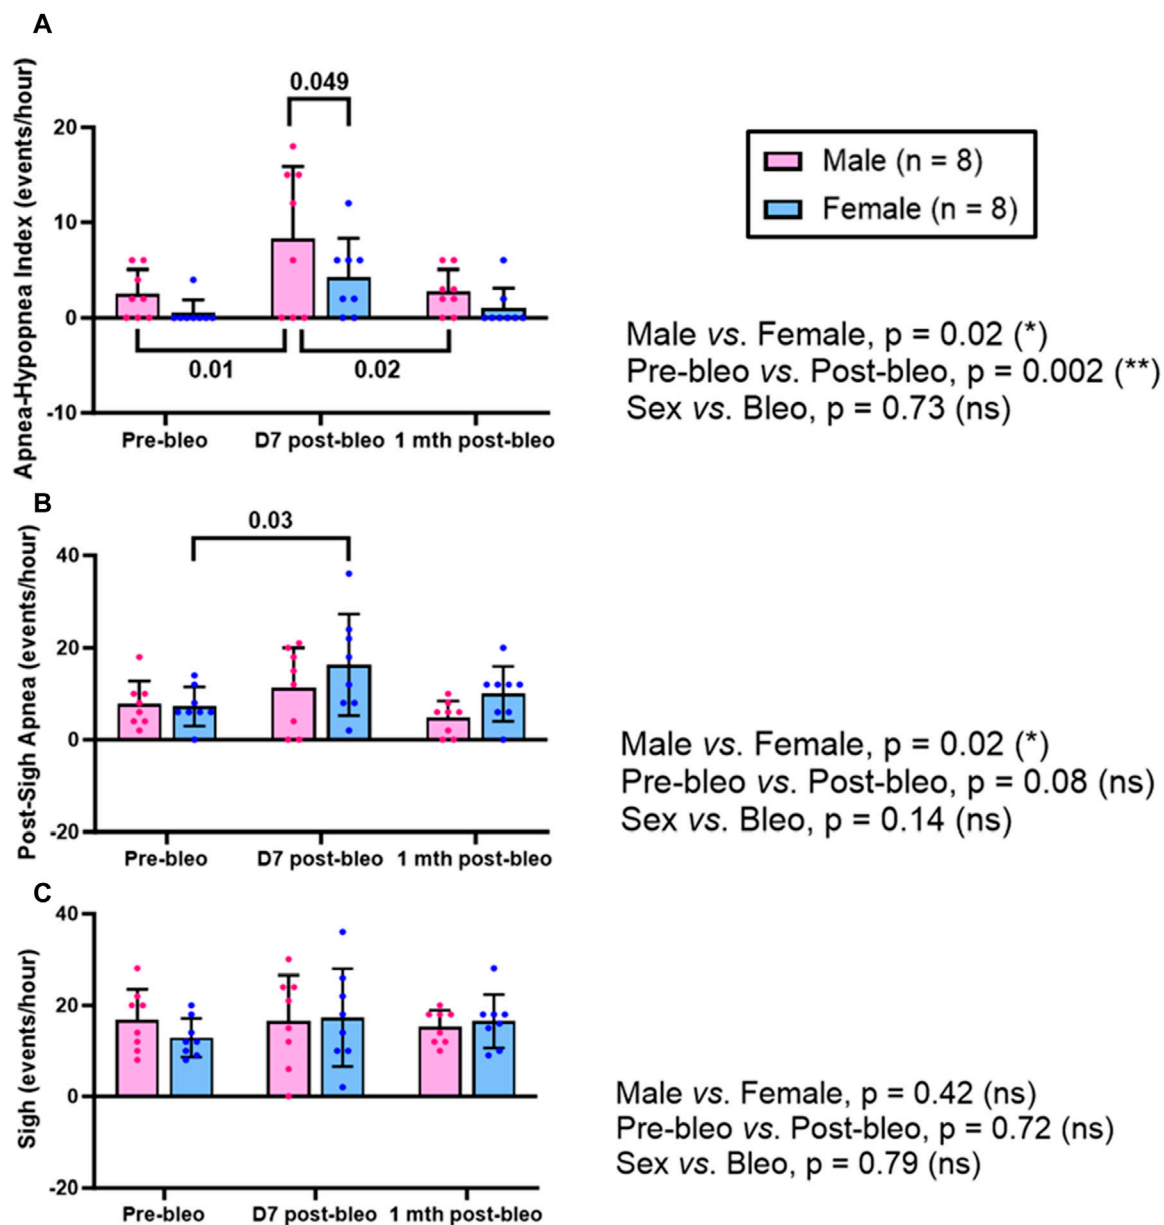 A
Apnea-Hypopnea Index (events/hour)
20
10
0
-10
0.049
0.01
0.02
Pre-bleo
D7 post-bleo
1 mth post-bleo
Male (n = 8)
Female (n = 8)
Male vs. Female, p = 0.02 (*)
Pre-bleo vs. Post-bleo, p = 0.002 (**)
Sex vs. Bleo, p = 0.73 (ns)
B
Post-Sigh Apnea (events/hour)
40
20
0
-20
0.03
Pre-bleo
D7 post-bleo
1 mth post-bleo
Male vs. Female, p = 0.02 (*)
Pre-bleo vs. Post-bleo, p = 0.08 (ns)
Sex vs. Bleo, p = 0.14 (ns)
C
Sigh (events/hour)
40
20
0
-20
Pre-bleo
D7 post-bleo
1 mth post-bleo
Male vs. Female, p = 0.42 (ns)
Pre-bleo vs. Post-bleo, p = 0.72 (ns)
Sex vs. Bleo, p = 0.79 (ns)